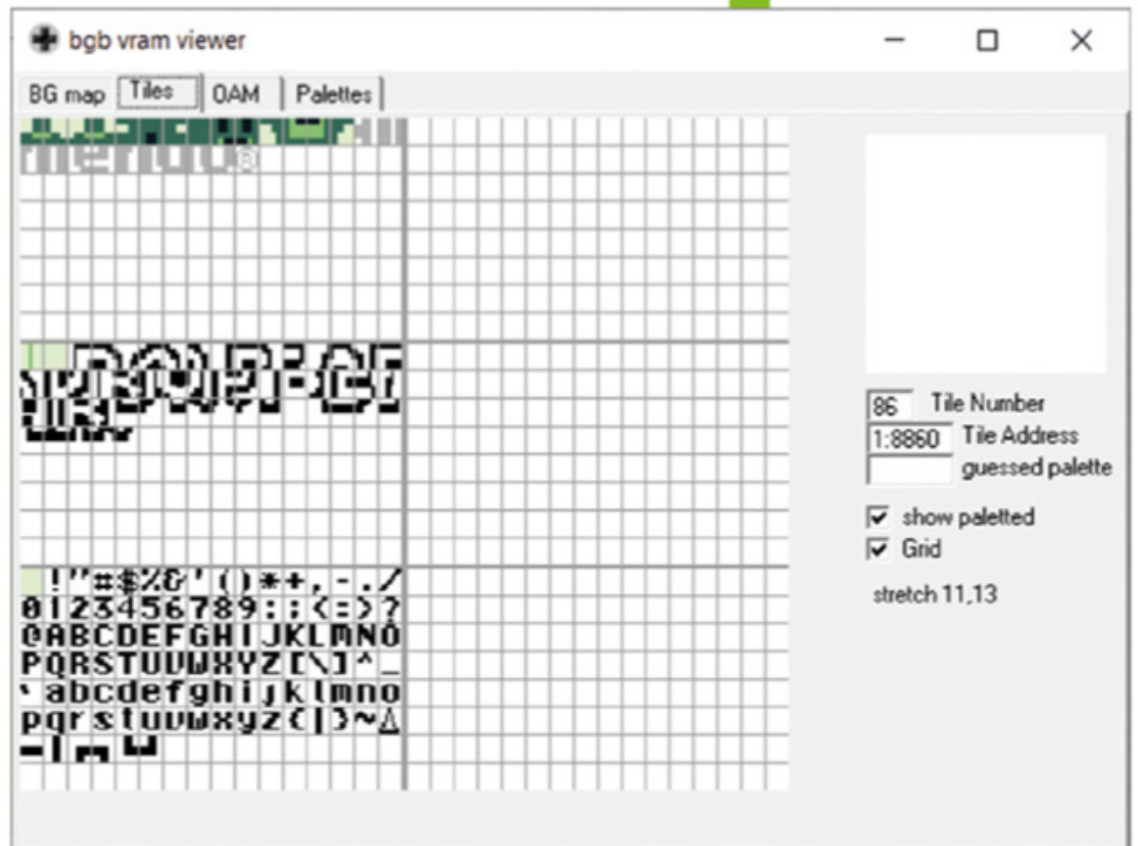 bgb vram viewer
BG map Tiles OAM Palettes
®
!"#$%&'()*+,-./
0123456789:;<=>?
@ABCDEFGHIJKLMNO
PQRSTUVWXYZ[\]^_
`abcdefghijklmno
pqrstuvwxyz{|}~
86 Tile Number
1:8860 Tile Address
guessed palette
show paletted
Grid
stretch 11,13